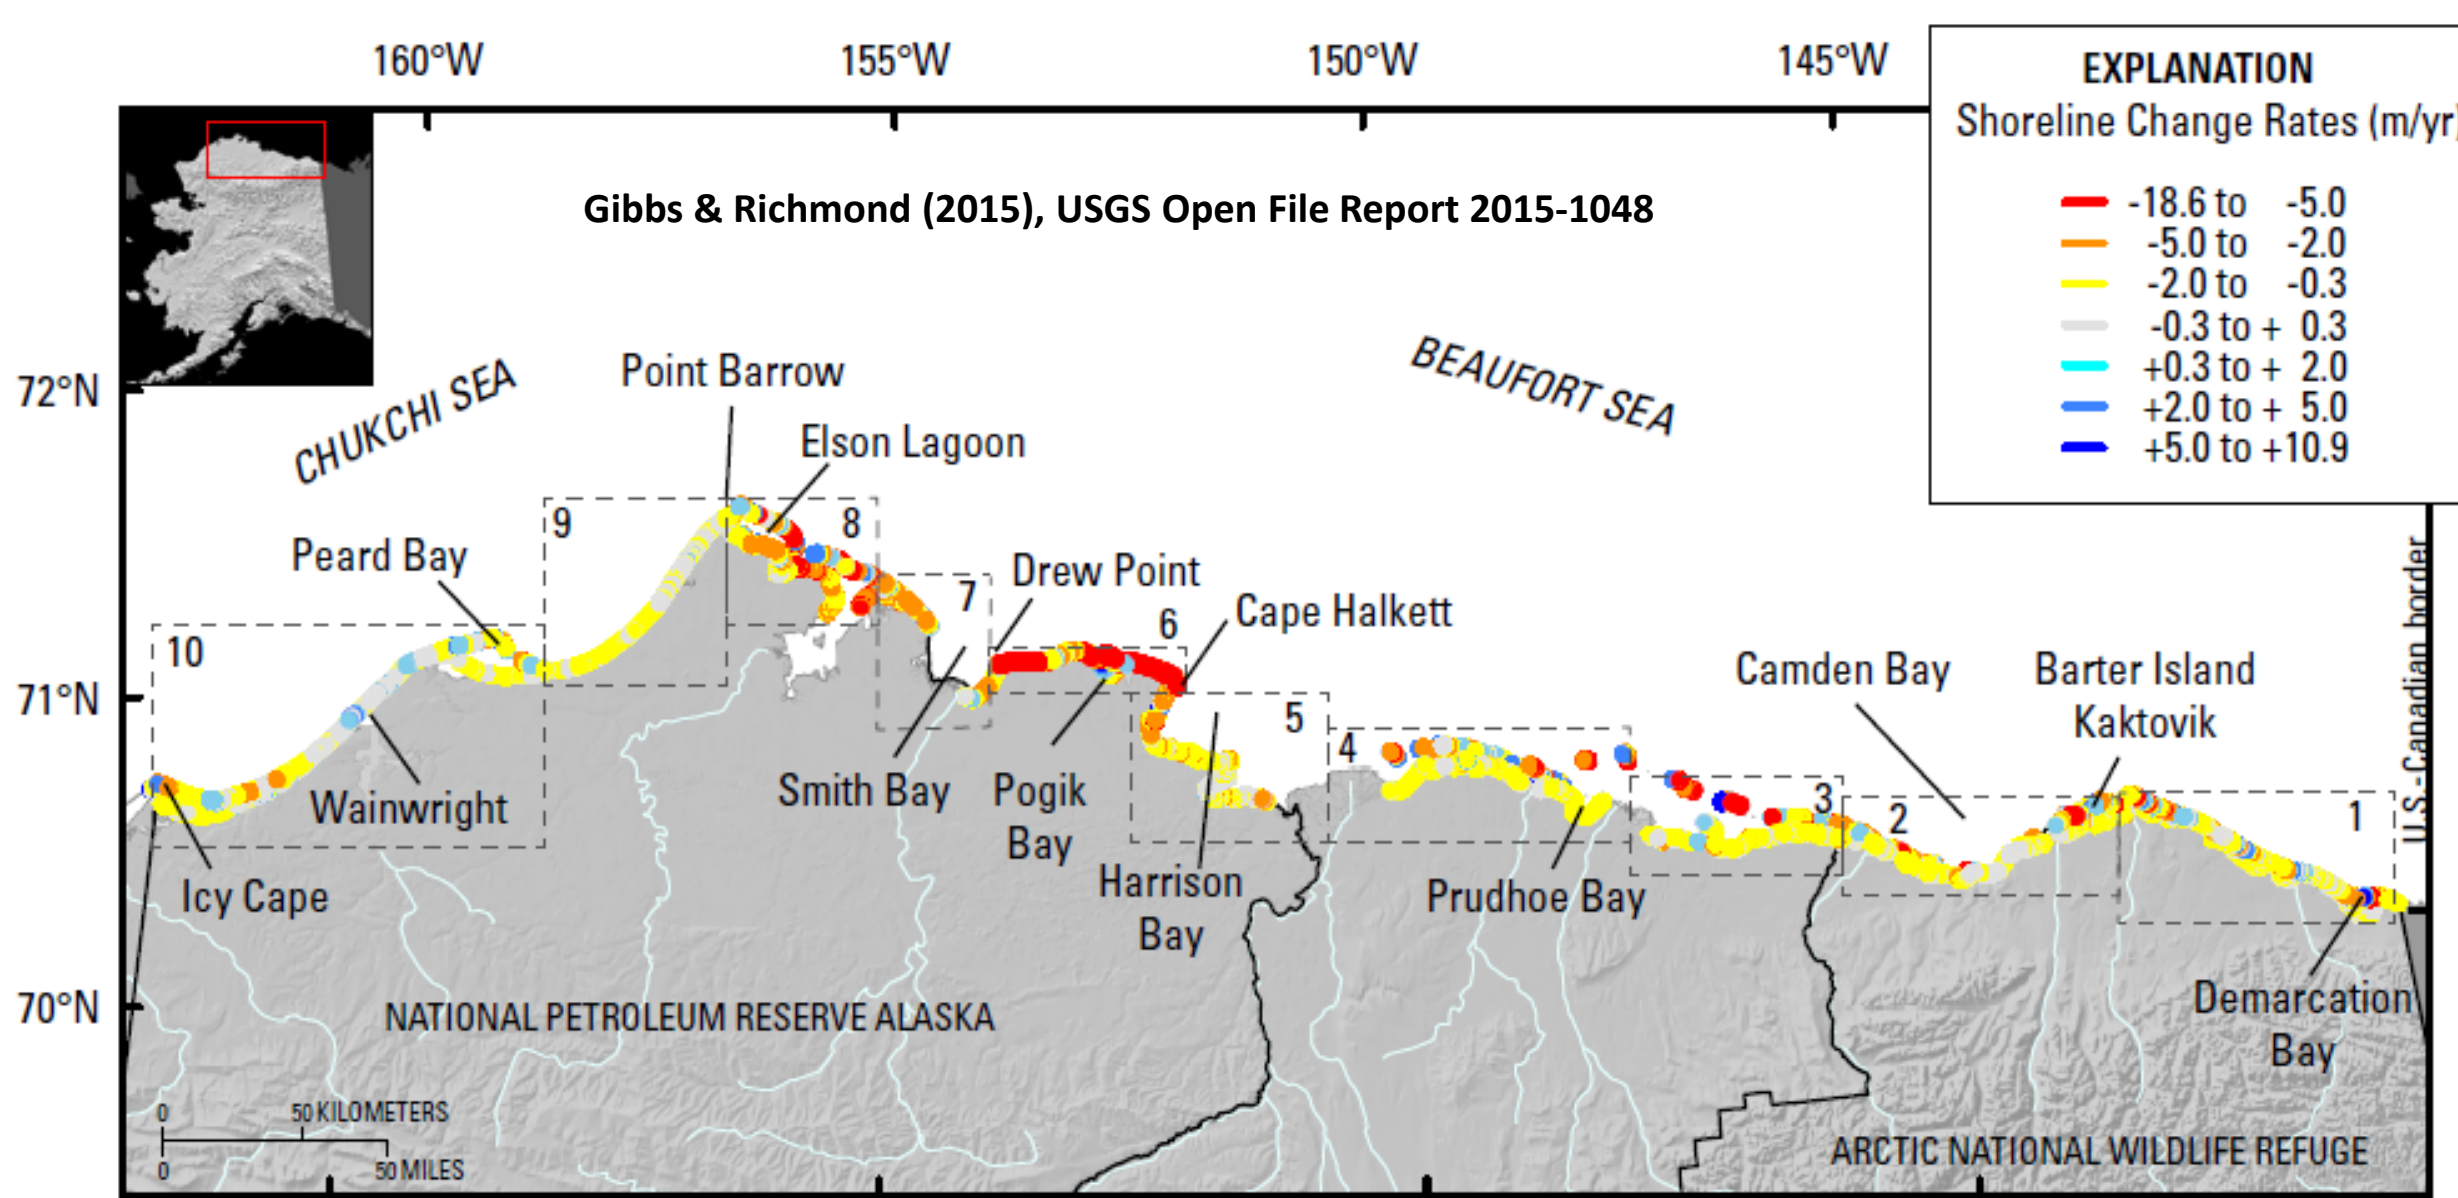 160°W
155°W
150°W
145°W
EXPLANATION
Shoreline Change Rates (m/yr)
-18.6 to -5.0
-5.0 to -2.0
-2.0 to -0.3
-0.3 to + 0.3
+0.3 to + 2.0
+2.0 to + 5.0
+5.0 to +10.9
Gibbs & Richmond (2015), USGS Open File Report 2015-1048
72°N
71°N
70°N
CHUKCHI SEA
BEAUFORT SEA
Point Barrow
Elson Lagoon
Peard Bay
9
8
7
Drew Point
6
Cape Halkett
10
5
4
3
2
1
Camden Bay
Barter Island
Kaktovik
U.S.-Canadian border
Wainwright
Smith Bay
Pogik
Bay
Icy Cape
Harrison
Bay
Prudhoe Bay
Demarcation
Bay
NATIONAL PETROLEUM RESERVE ALASKA
ARCTIC NATIONAL WILDLIFE REFUGE
0 50 KILOMETERS
0 50 MILES